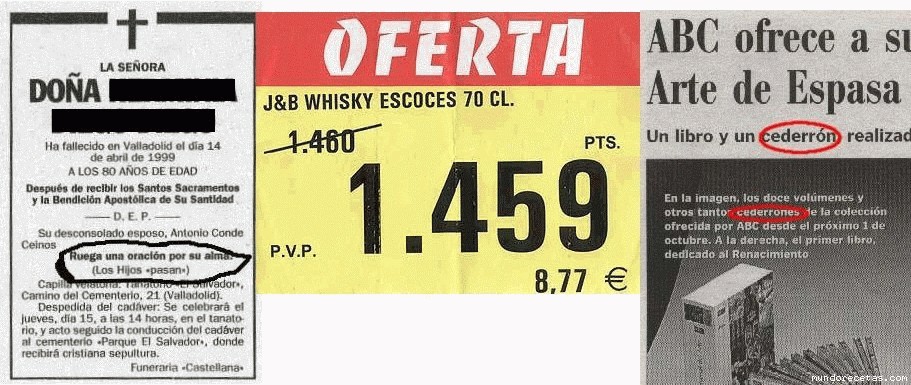 LA SEÑORA
DOÑA
Ha fallecido en Valladolid el día 14
de abril de 1999
A LOS 80 AÑOS DE EDAD
Después de recibir los Santos Sacramentos
y la Bendición Apostólica de Su Santidad
— D. E. P. —
Su desconsolado esposo, Antonio Conde
Ceinos
Ruega una oración por su alma.
(Los Hijos «pasan»)
Capilla velatoria: Tanatorio «El Salvador»,
Camino del Cementerio, 21 (Valladolid).
Despedida del cadáver: Se celebrará el
jueves, día 15, a las 14 horas, en el tanato-
rio, y acto seguido la conducción del cadáver
al cementerio «Parque El Salvador», donde
recibirá cristiana sepultura.
Funeraria «Castellana»
OFERTA
J&B WHISKY ESCOCES 70 CL.
1.460
PTS.
1.459
P.V.P.
8,77 €
ABC ofrece a su
Arte de Espasa
Un libro y un cederrón realizad
En la imagen, los doce volúmenes y
otros tanto cederrones de la colección
ofrecida por ABC desde el próximo 1 de
octubre. A la derecha, el primer libro,
dedicado al Renacimiento
mundorecetas.com